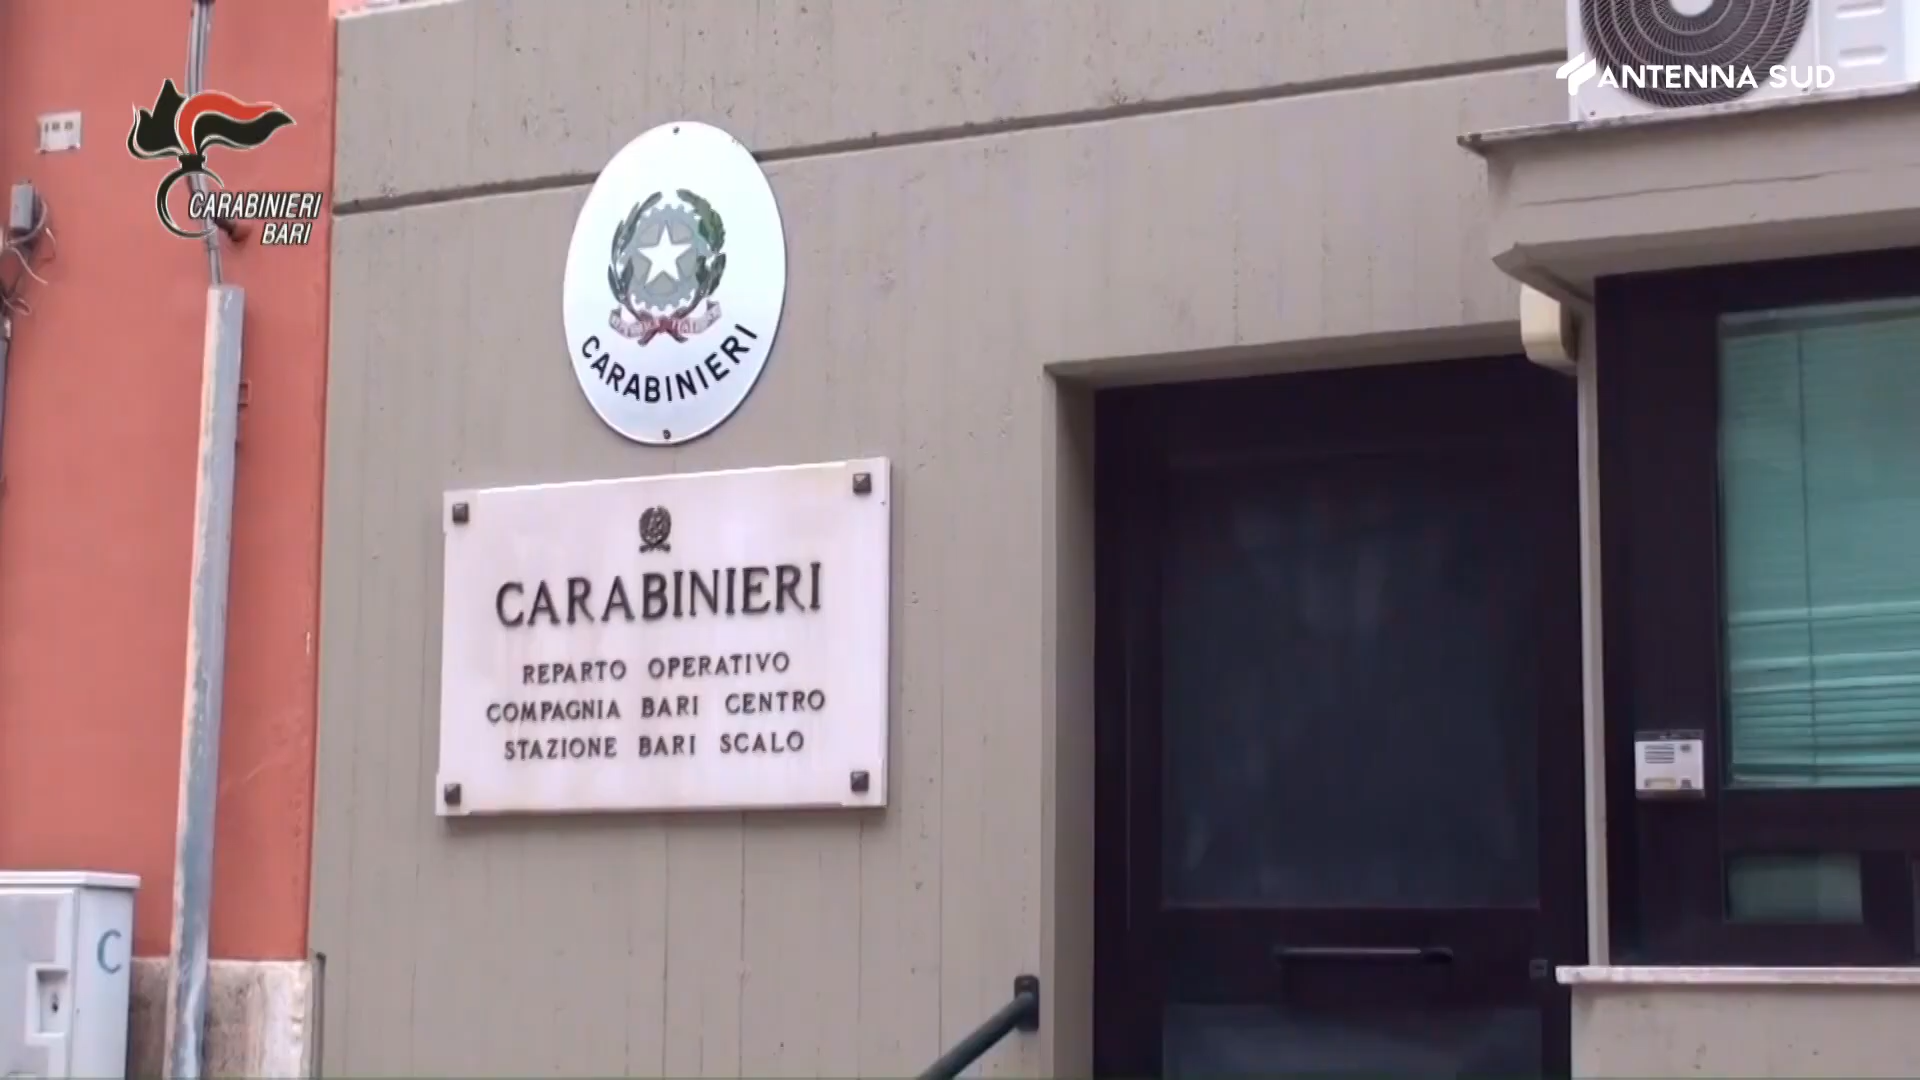 CARABINIERI
BARI
ANTENNA SUD
CARABINIERI
CARABINIERI
REPARTO OPERATIVO
COMPAGNIA BARI CENTRO
STAZIONE BARI SCALO
C